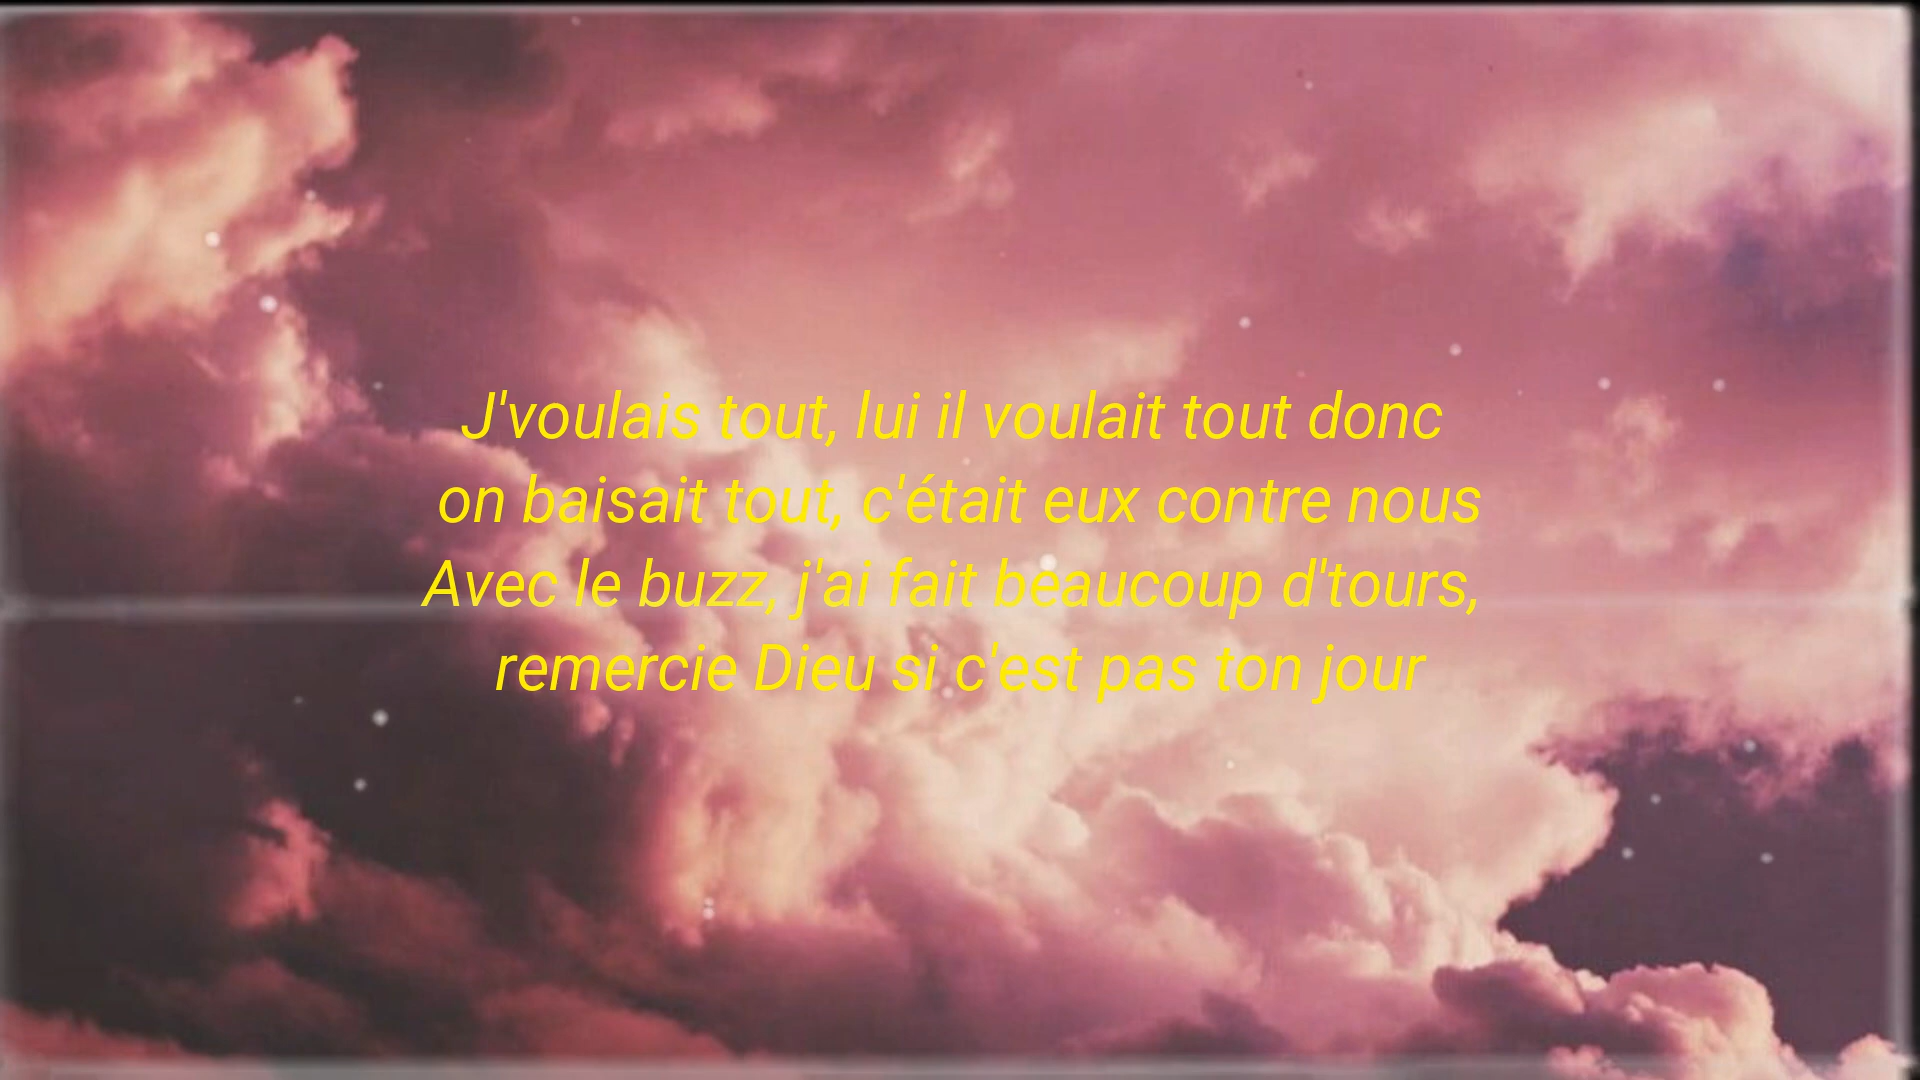 J'voulais tout, lui il voulait tout donc
on baisait tout, c'était eux contre nous
Avec le buzz, j'ai fait beaucoup d'tours,
remercie Dieu si c'est pas ton jour